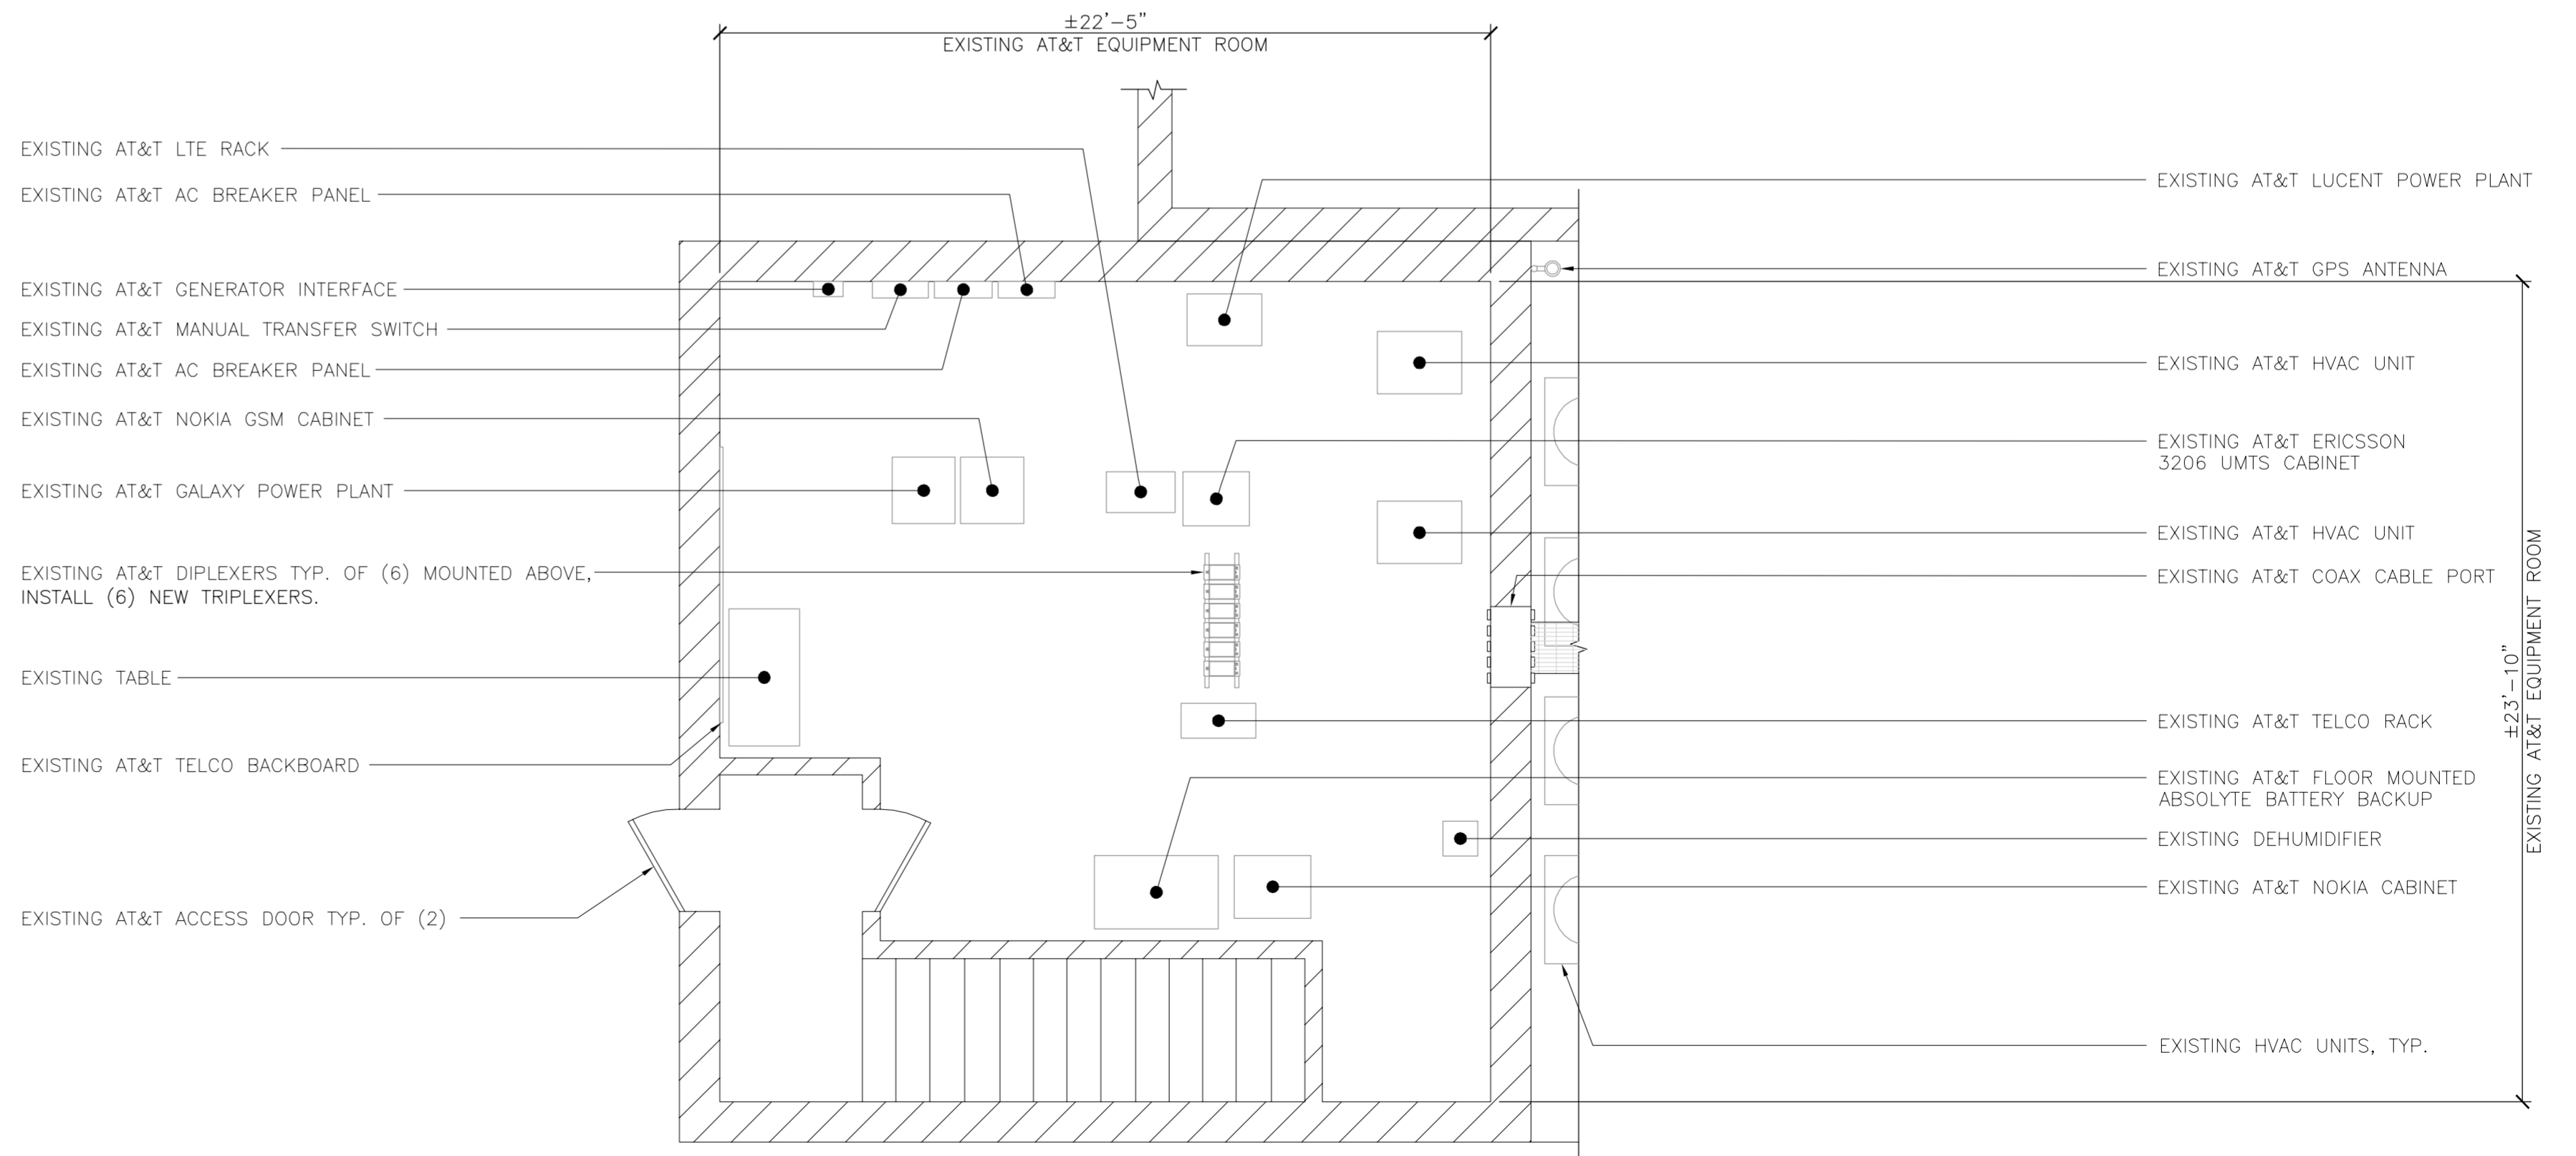 ±22'-5"
EXISTING AT&T EQUIPMENT ROOM
EXISTING AT&T LTE RACK
EXISTING AT&T AC BREAKER PANEL
EXISTING AT&T GENERATOR INTERFACE
EXISTING AT&T MANUAL TRANSFER SWITCH
EXISTING AT&T AC BREAKER PANEL
EXISTING AT&T NOKIA GSM CABINET
EXISTING AT&T GALAXY POWER PLANT
EXISTING AT&T DIPLEXERS TYP. OF (6) MOUNTED ABOVE,
INSTALL (6) NEW TRIPLEXERS.
EXISTING TABLE
EXISTING AT&T TELCO BACKBOARD
EXISTING AT&T ACCESS DOOR TYP. OF (2)
EXISTING AT&T LUCENT POWER PLANT
EXISTING AT&T GPS ANTENNA
EXISTING AT&T HVAC UNIT
EXISTING AT&T ERICSSON
3206 UMTS CABINET
EXISTING AT&T HVAC UNIT
EXISTING AT&T COAX CABLE PORT
EXISTING AT&T TELCO RACK
EXISTING AT&T FLOOR MOUNTED
ABSOLYTE BATTERY BACKUP
EXISTING DEHUMIDIFIER
EXISTING AT&T NOKIA CABINET
EXISTING HVAC UNITS, TYP.
±23'-10"
EXISTING AT&T EQUIPMENT ROOM